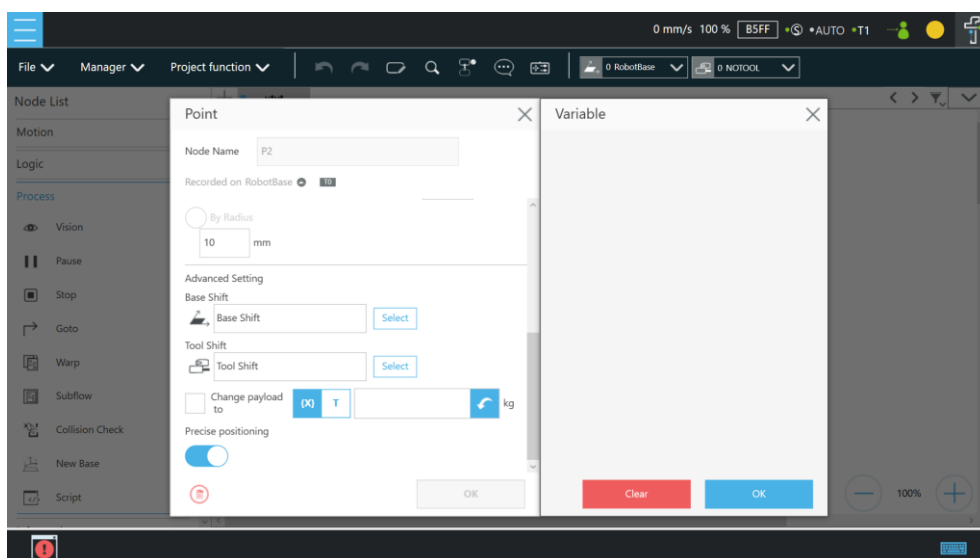 0 mm/s 100 % B5FF •Ⓢ •AUTO •T1
File Manager Project function 0 RobotBase 0 NOTOOL
Node List
Motion
Logic
Process
Vision
Pause
Stop
Goto
Warp
Subflow
Collision Check
New Base
Script
Point
Node Name P2
Recorded on RobotBase T0
By Radius
10 mm
Advanced Setting
Base Shift
Base Shift Select
Tool Shift
Tool Shift Select
Change payload
to
{X} T kg
Precise positioning
OK
Variable
Clear OK
100%